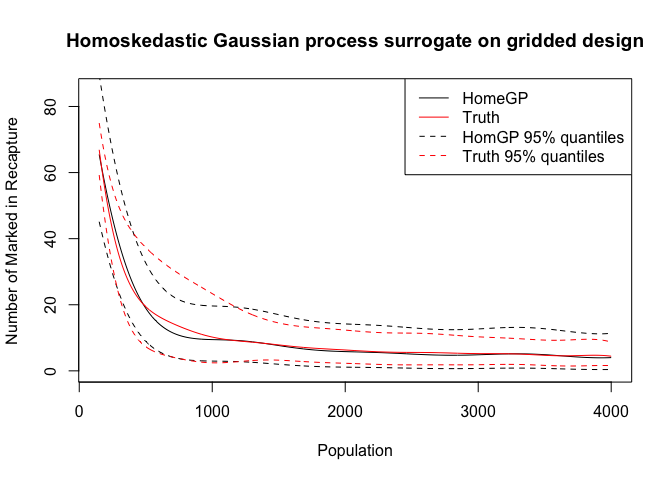 Homoskedastic Gaussian process surrogate on gridded design
HomeGP
Truth
HomGP 95% quantiles
Truth 95% quantiles
Number of Marked in Recapture
80
60
40
20
0
0 1000 2000 3000 4000
Population